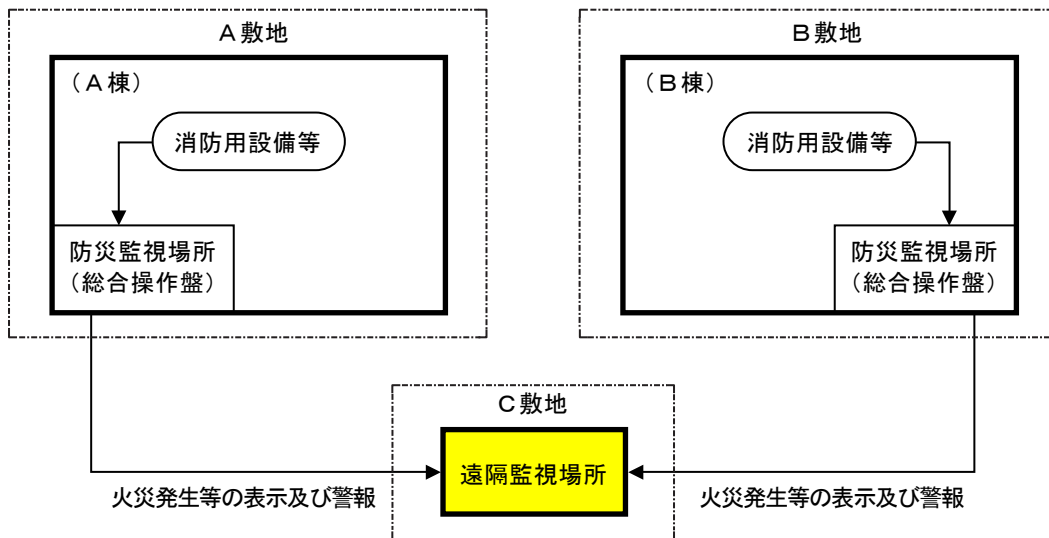 A敷地
(A棟)
消防用設備等
防災監視場所
(総合操作盤)
B敷地
(B棟)
消防用設備等
防災監視場所
(総合操作盤)
C敷地
遠隔監視場所
火災発生等の表示及び警報
火災発生等の表示及び警報